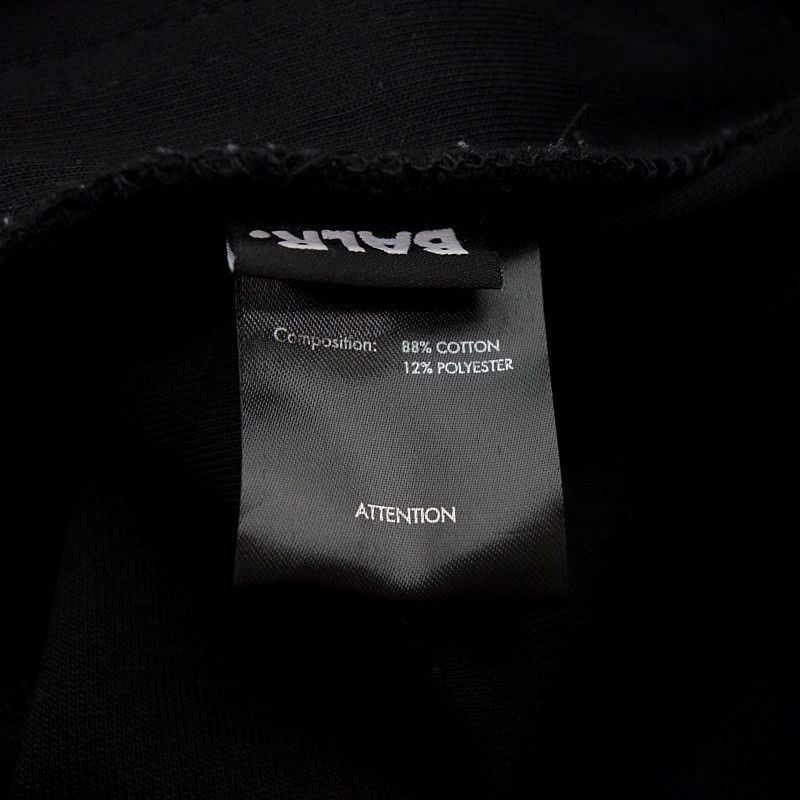 BALR.
Composition: 88% COTTON
12% POLYESTER
ATTENTION